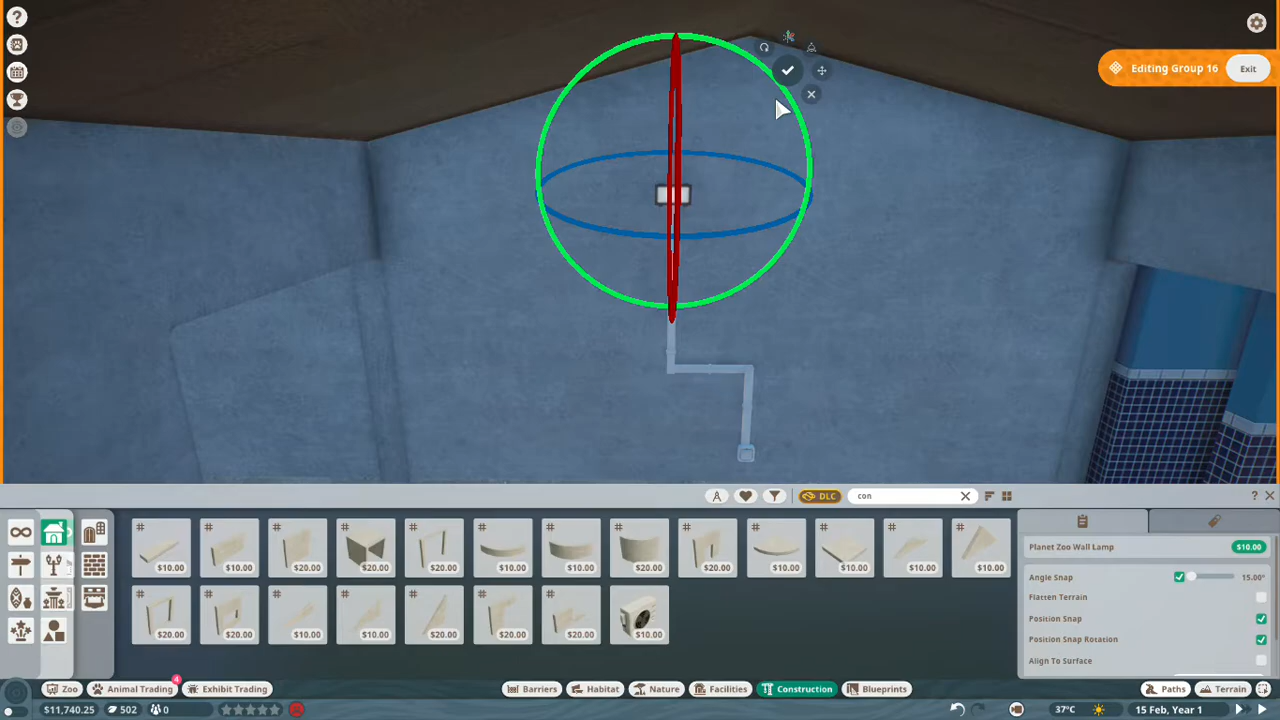 ?
Editing Group 16
Exit
A
DLC
con
?
# $10.00
# $10.00
# $20.00
# $20.00
# $20.00
# $10.00
# $10.00
# $20.00
# $20.00
# $10.00
# $10.00
# $10.00
# $10.00
# $20.00
# $20.00
# $10.00
# $10.00
# $20.00
# $20.00
# $20.00
$10.00
Planet Zoo Wall Lamp
$10.00
Angle Snap
15.00°
Flatten Terrain
Position Snap
Position Snap Rotation
Align To Surface
Zoo
Animal Trading
4
Exhibit Trading
Barriers
Habitat
Nature
Facilities
Construction
Blueprints
Paths
Terrain
$11,740.25
502
0
37°C
15 Feb, Year 1